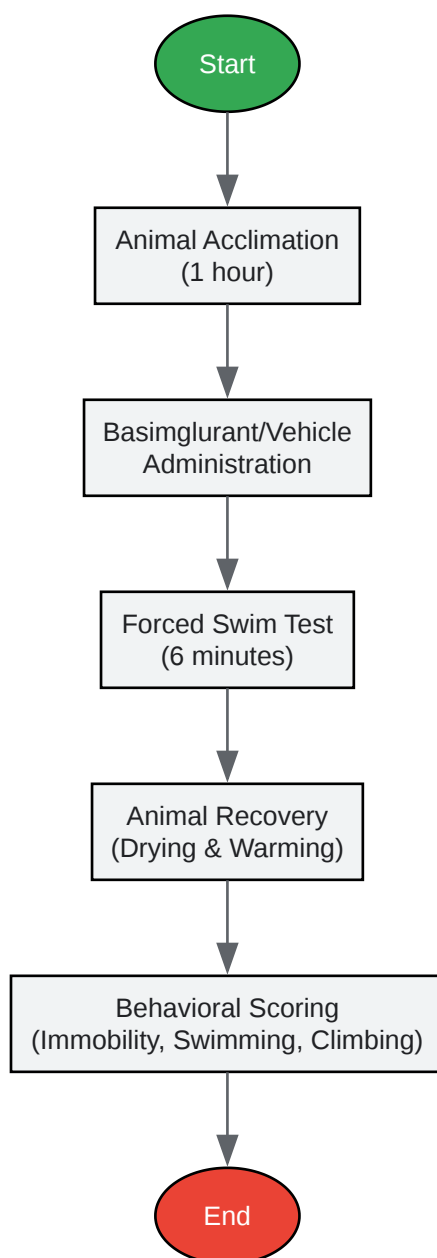 Start
Animal Acclimation
(1 hour)
Basimglurant/Vehicle
Administration
Forced Swim Test
(6 minutes)
Animal Recovery
(Drying & Warming)
Behavioral Scoring
(Immobility, Swimming, Climbing)
End